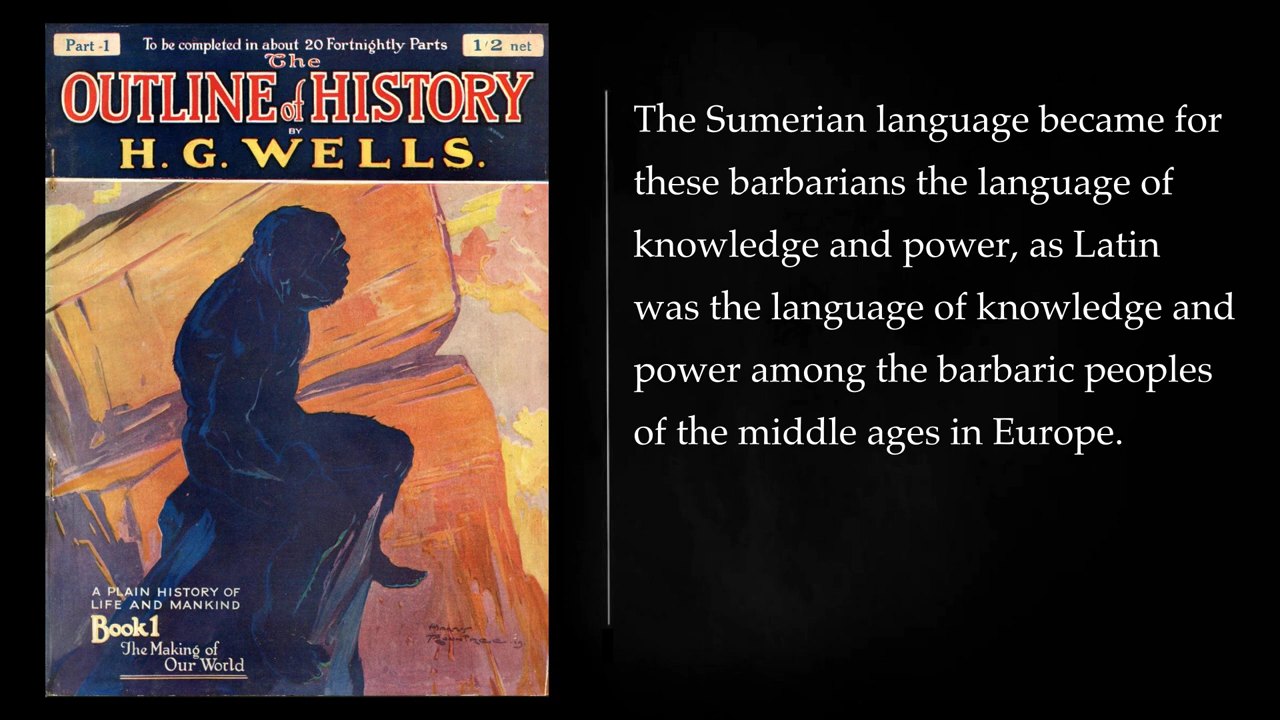 Part -1
To be completed in about 20 Fortnightly Parts
1/2 net
The
OUTLINE of HISTORY
BY
H. G. WELLS.
A PLAIN HISTORY OF
LIFE AND MANKIND
Book 1
The Making of
Our World
The Sumerian language became for
these barbarians the language of
knowledge and power, as Latin
was the language of knowledge and
power among the barbaric peoples
of the middle ages in Europe.